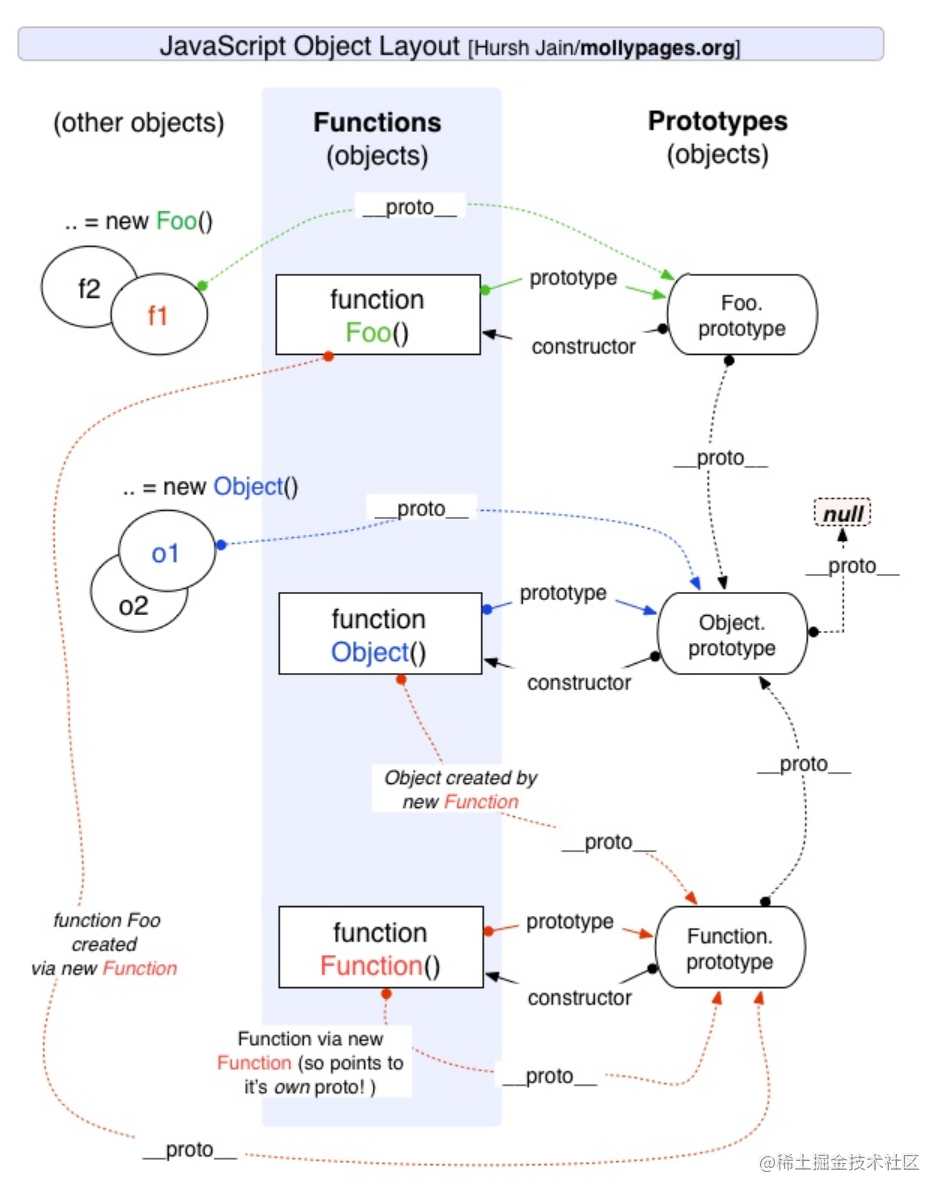 JavaScript Object Layout [Hursh Jain/mollypages.org]
(other objects)
Functions
(objects)
Prototypes
(objects)
__proto__
.. = new Foo()
f2
f1
function
Foo()
prototype
constructor
Foo.
prototype
__proto__
.. = new Object()
__proto__
null
__proto__
o1
o2
function
Object()
prototype
constructor
Object.
prototype
Object created by
new Function
__proto__
__proto__
function Foo
created
via new Function
function
Function()
prototype
constructor
Function.
prototype
Function via new
Function (so points to
it's own proto! )
__proto__
__proto__
@稀土掘金技术社区